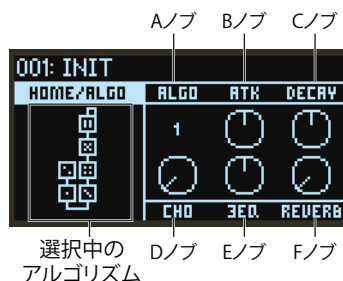 Aノブ Bノブ Cノブ
001: INIT
HOME/ALGO ALGO ATK DECAY
1
CHO 3EQ. REVERB
選択中の
アルゴリズム
Dノブ Eノブ Fノブ